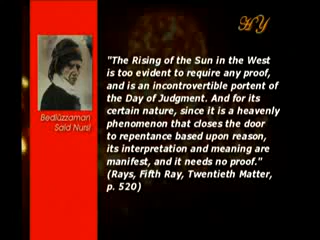 HY
"The Rising of the Sun in the West
is too evident to require any proof,
and is an incontrovertible portent of
the Day of Judgment. And for its
certain nature, since it is a heavenly
phenomenon that closes the door
to repentance based upon reason,
its interpretation and meaning are
manifest, and it needs no proof."
(Rays, Fifth Ray, Twentieth Matter,
p. 520)
Bediüzzaman
Said Nursi